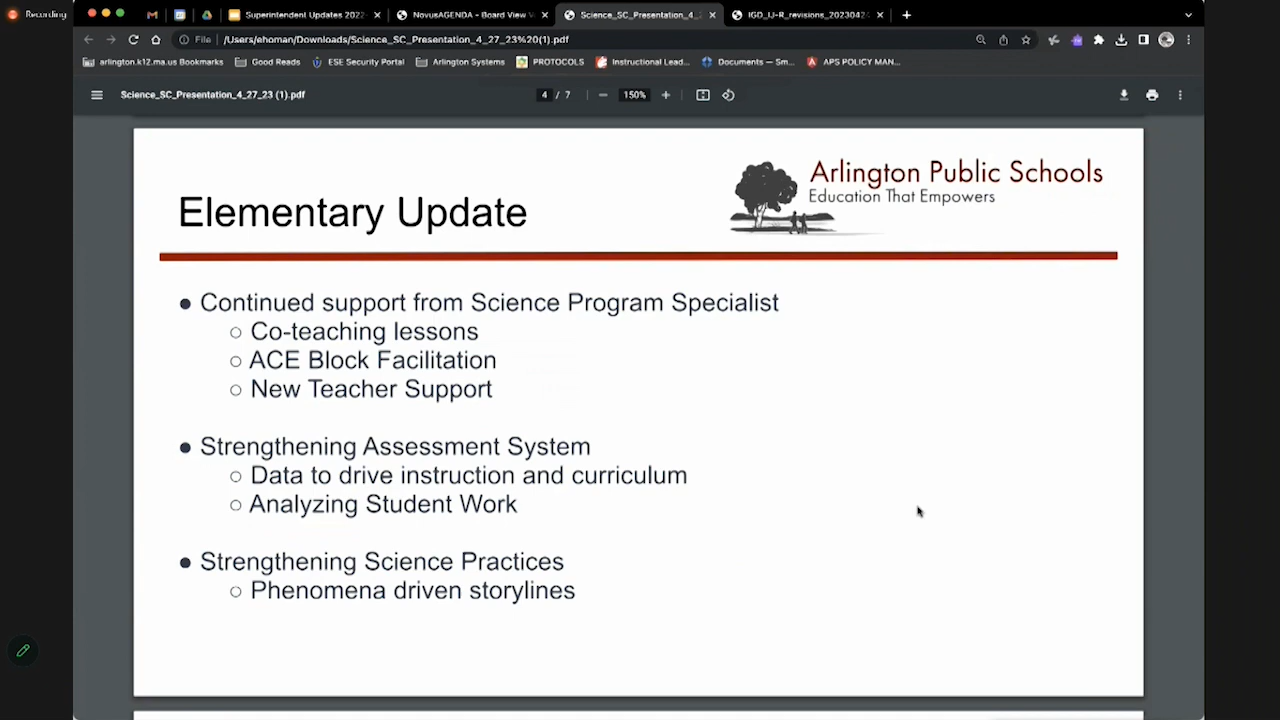 Recording
Superintendent Updates 2022-
NovusAGENDA - Board View
Science_SC_Presentation_4_
IGD_IJ-R_revisions_20230424
File
/Users/ehoman/Downloads/Science_SC_Presentation_4_27_23%20(1).pdf
arlington.k12.ma.us Bookmarks
Good Reads
ESE Security Portal
Arlington Systems
PROTOCOLS
Instructional Lead...
Documents — Sm...
APS POLICY MAN...
Science_SC_Presentation_4_27_23 (1).pdf
4 / 7
150%
Arlington Public Schools
Education That Empowers
Elementary Update
● Continued support from Science Program Specialist
○ Co-teaching lessons
○ ACE Block Facilitation
○ New Teacher Support
● Strengthening Assessment System
○ Data to drive instruction and curriculum
○ Analyzing Student Work
● Strengthening Science Practices
○ Phenomena driven storylines